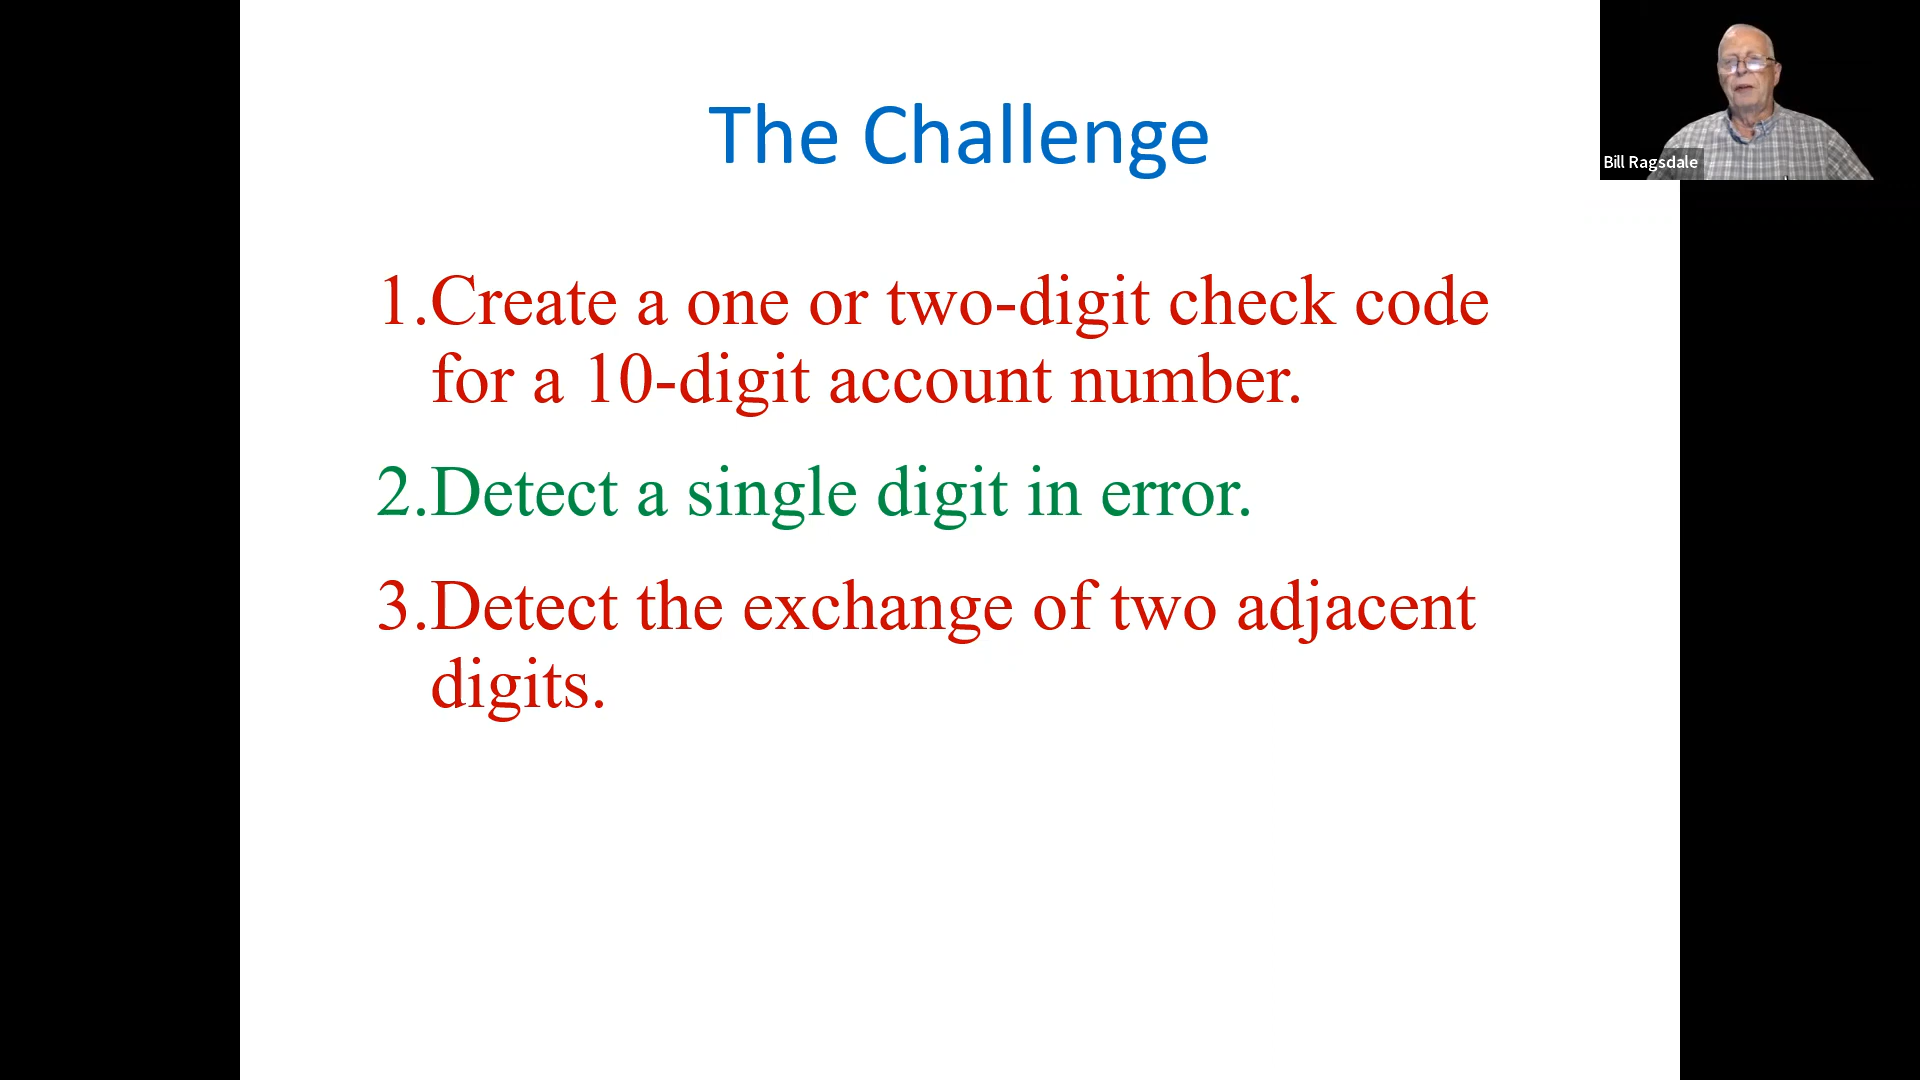 The Challenge
Bill Ragsdale
1.Create a one or two-digit check code
for a 10-digit account number.
2.Detect a single digit in error.
3.Detect the exchange of two adjacent
digits.